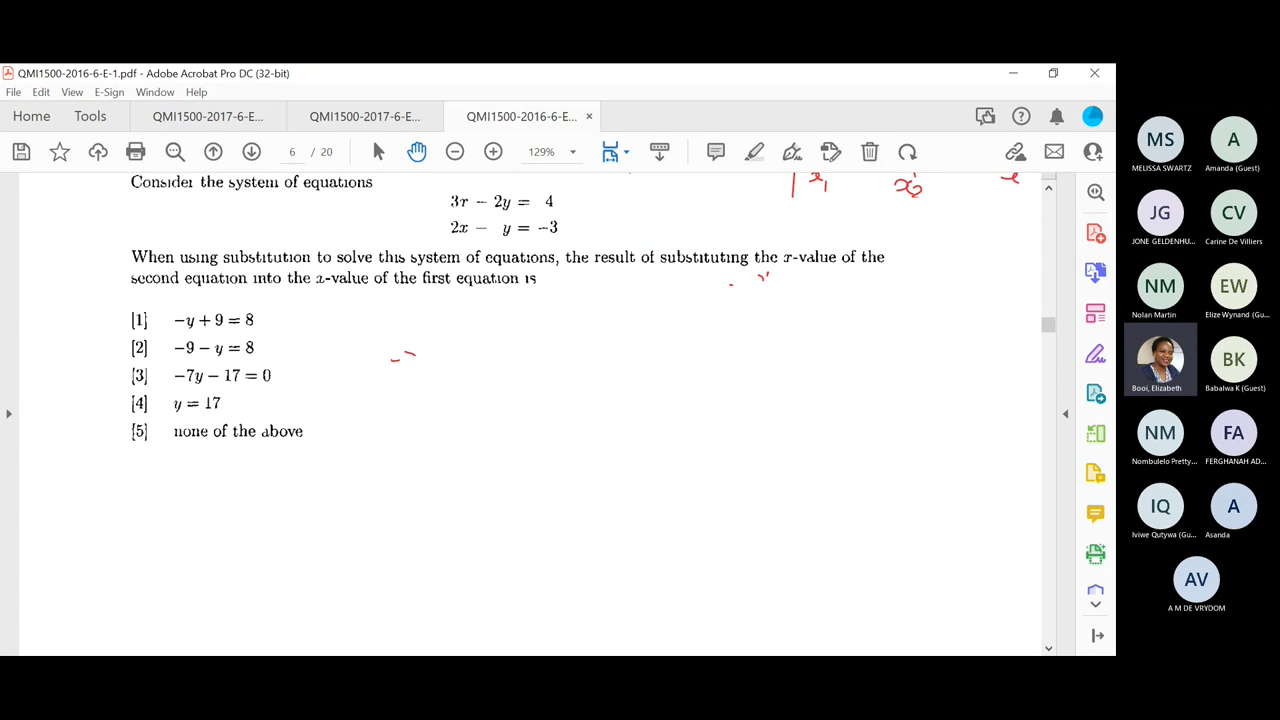 QMI1500-2016-6-E-1.pdf - Adobe Acrobat Pro DC (32-bit)
File Edit View E-Sign Window Help
Home Tools QMI1500-2017-6-E... QMI1500-2017-6-E... QMI1500-2016-6-E... ×
6 / 20 129%
Consider the system of equations
3x − 2y = 4
2x − y = −3
When using substitution to solve this system of equations, the result of substituting the x-value of the
second equation into the x-value of the first equation is
[1] −y + 9 = 8
[2] −9 − y = 8
[3] −7y − 17 = 0
[4] y = 17
[5] none of the above
MS A
MELISSA SWARTZ Amanda (Guest)
JG CV
JONE GELDENHU... Carine De Villiers
NM EW
Nolan Martin Elize Wynand (Gu...
BK
Booi, Elizabeth Babalwa K (Guest)
NM FA
Nombulelo Pretty... FERGHANAH AD...
IQ A
Iviwe Qutywa (Gu... Asanda
AV
A M DE VRYDOM